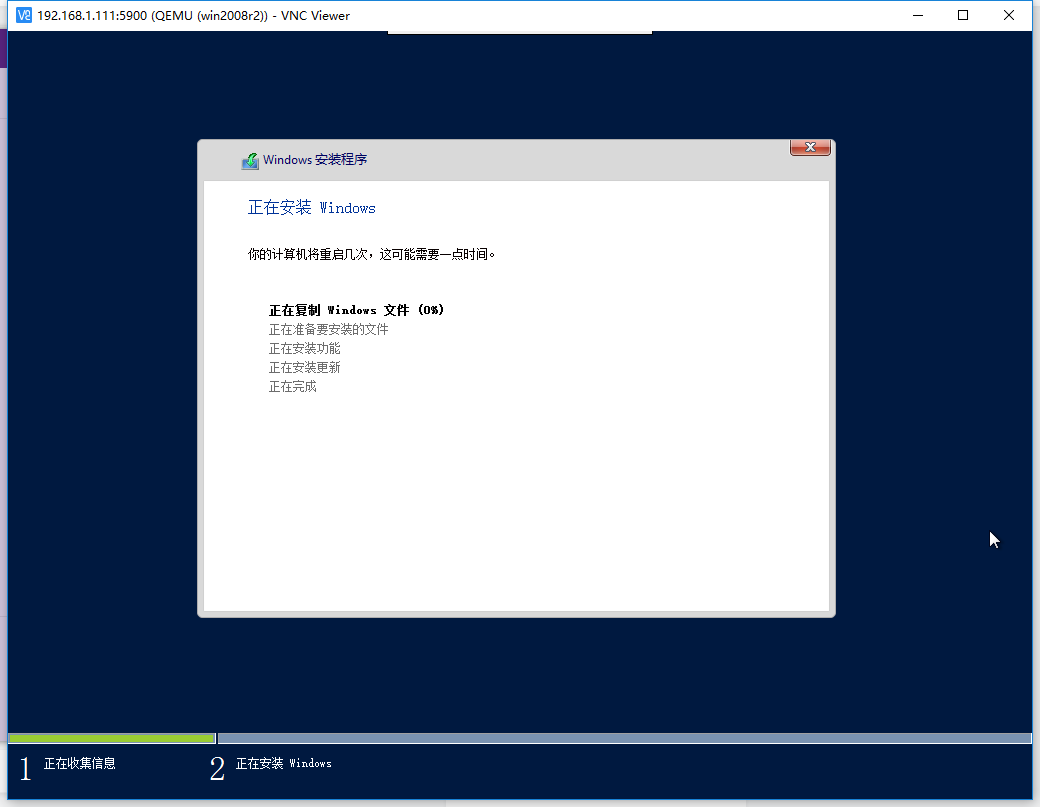 192.168.1.111:5900 (QEMU (win2008r2)) - VNC Viewer
Windows 安装程序
正在安装 Windows
你的计算机将重启几次，这可能需要一点时间。
正在复制 Windows 文件 (0%)
正在准备要安装的文件
正在安装功能
正在安装更新
正在完成
1 正在收集信息
2 正在安装 Windows